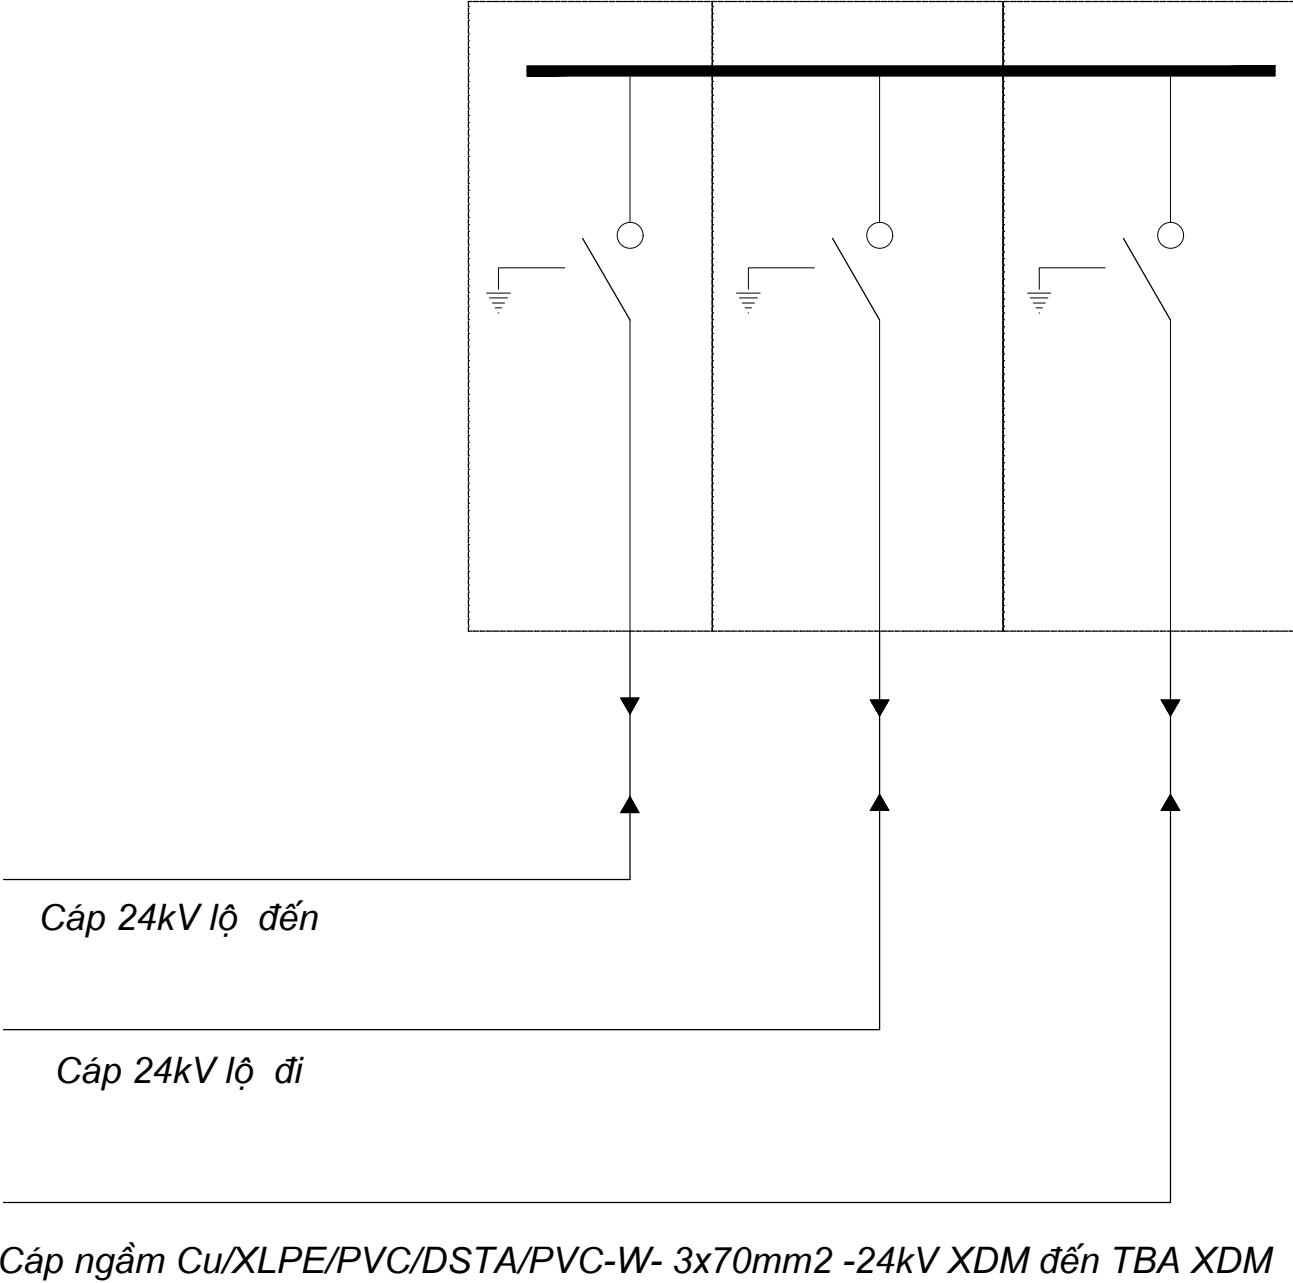 Cáp 24kV lộ đến
Cáp 24kV lộ đi
Cáp ngầm Cu/XLPE/PVC/DSTA/PVC-W- 3x70mm2 -24kV XDM đến TBA XDM